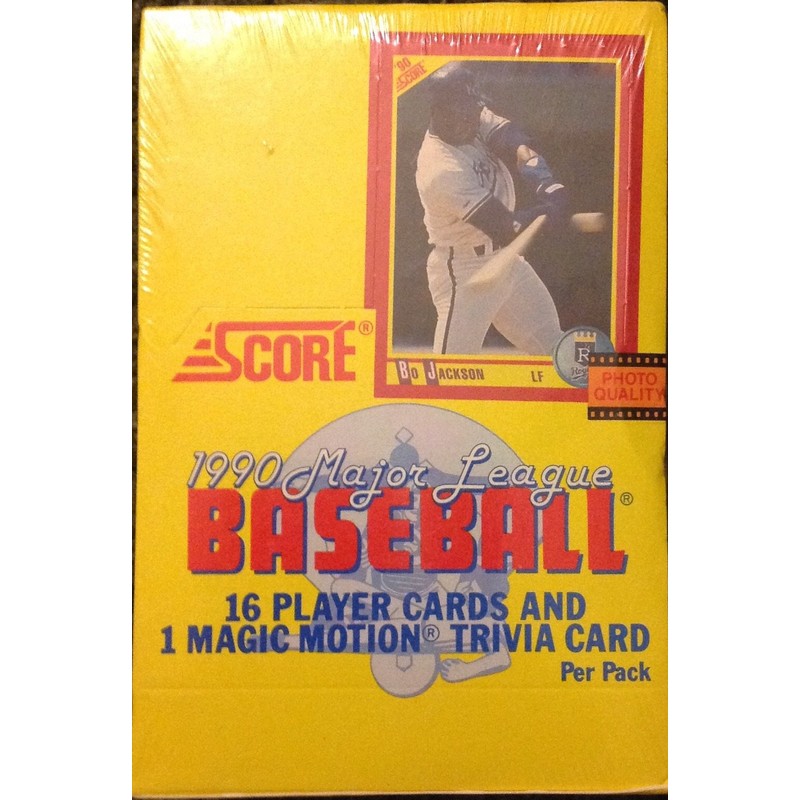 '90
SCORE
Bo Jackson LF
R
Royals
PHOTO
QUALITY
SCORE®
1990 Major League
BASEBALL®
16 PLAYER CARDS AND
1 MAGIC MOTION® TRIVIA CARD
Per Pack